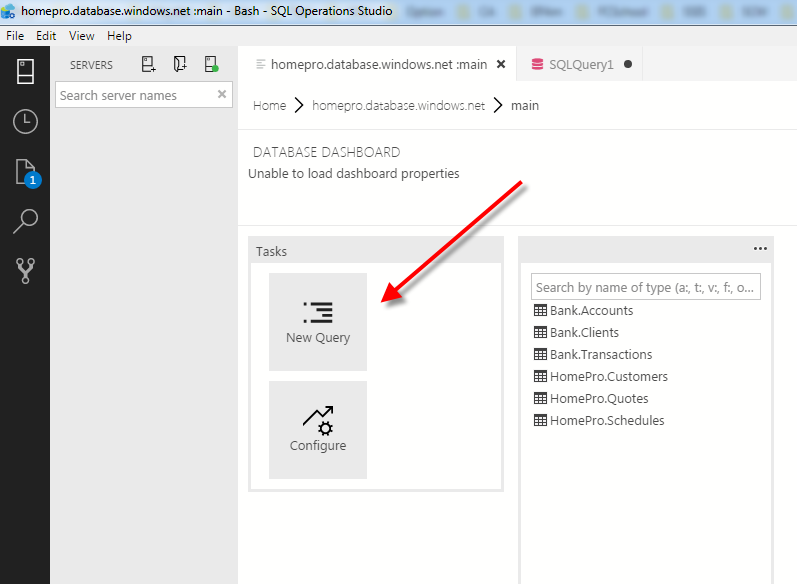 homepro.database.windows.net :main - Bash - SQL Operations Studio
File Edit View Help
SERVERS
Search server names
1
homepro.database.windows.net :main
SQLQuery1
Home homepro.database.windows.net main
DATABASE DASHBOARD
Unable to load dashboard properties
Tasks
New Query
Configure
Search by name of type (a:, t:, v:, f:, o...
Bank.Accounts
Bank.Clients
Bank.Transactions
HomePro.Customers
HomePro.Quotes
HomePro.Schedules